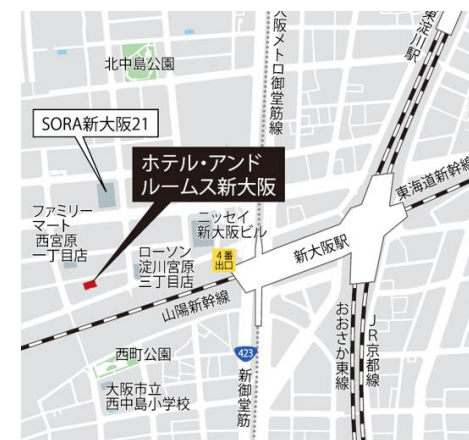 大阪メトロ御堂筋線
東淀川駅
北中島公園
SORA新大阪21
ホテル・アンド
ルームス新大阪
東海道新幹線
ファミリー
マート
西宮原
一丁目店
ニッセイ
新大阪ビル
ローソン
淀川宮原
三丁目店
4番
出口
新大阪駅
山陽新幹線
西町公園
423
新御堂筋
おおさか東線
JR京都線
大阪市立
西中島小学校